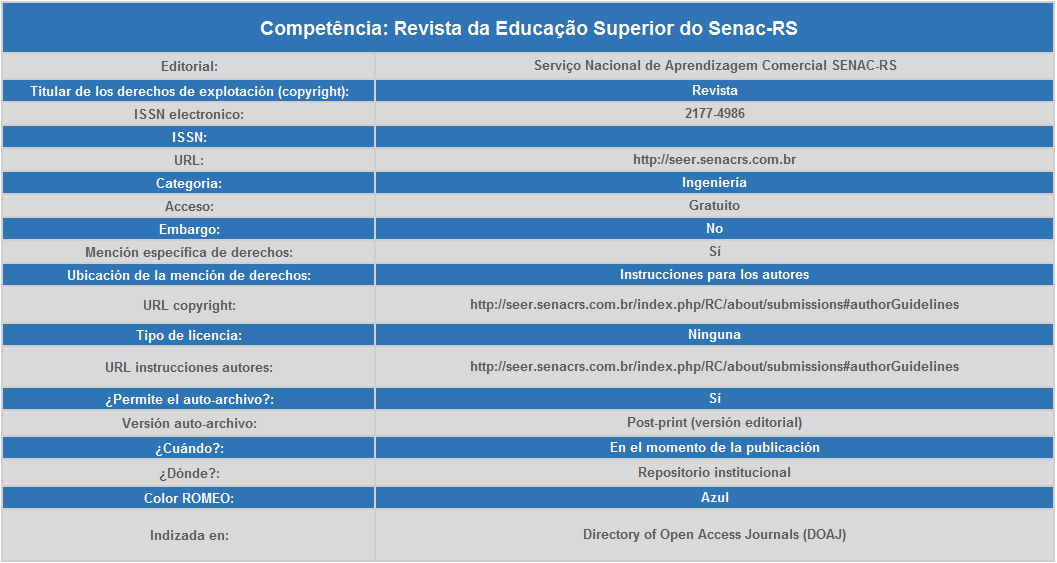 Competência: Revista da Educação Superior do Senac-RS
Editorial: Serviço Nacional de Aprendizagem Comercial SENAC-RS
Titular de los derechos de explotación (copyright): Revista
ISSN electronico: 2177-4986
ISSN:
URL: http://seer.senacrs.com.br
Categoria: Ingeniería
Acceso: Gratuito
Embargo: No
Mención específica de derechos: Sí
Ubicación de la mención de derechos: Instrucciones para los autores
URL copyright: http://seer.senacrs.com.br/index.php/RC/about/submissions#authorGuidelines
Tipo de licencia: Ninguna
URL instrucciones autores: http://seer.senacrs.com.br/index.php/RC/about/submissions#authorGuidelines
¿Permite el auto-archivo?: Sí
Versión auto-archivo: Post-print (versión editorial)
¿Cuándo?: En el momento de la publicación
¿Dónde?: Repositorio institucional
Color ROMEO: Azul
Indizada en: Directory of Open Access Journals (DOAJ)